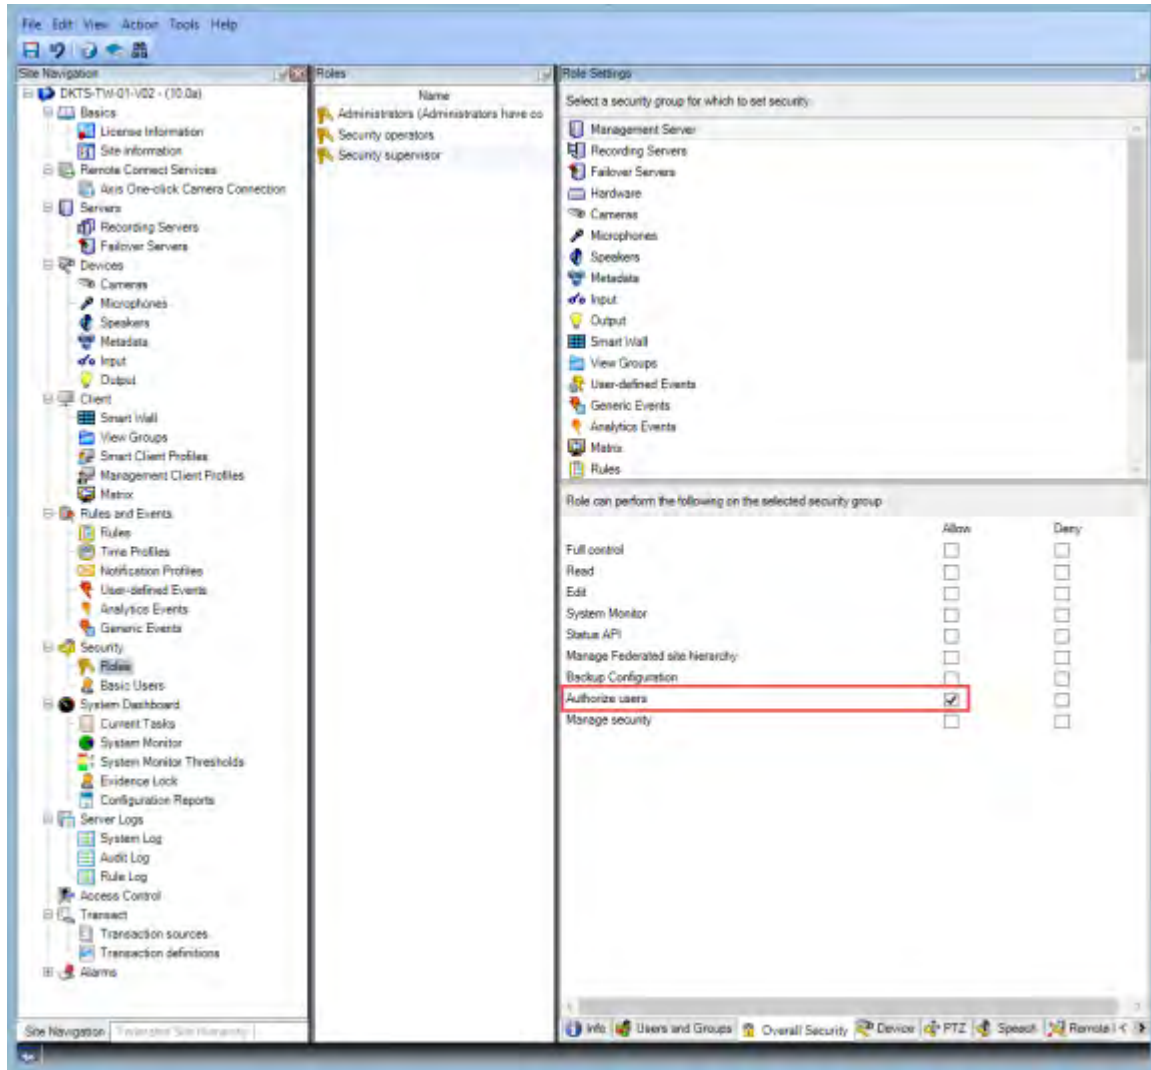 File Edit View Action Tools Help
Site Navigation
DKTS-TW-01-V02 - (10.0a)
Basics
License Information
Site Information
Remote Connect Services
Axis One-click Camera Connection
Servers
Recording Servers
Failover Servers
Devices
Cameras
Microphones
Speakers
Metadata
Input
Output
Client
Smart Wall
View Groups
Smart Client Profiles
Management Client Profiles
Matrix
Rules and Events
Rules
Time Profiles
Notification Profiles
User-defined Events
Analytics Events
Generic Events
Security
Roles
Basic Users
System Dashboard
Current Tasks
System Monitor
System Monitor Thresholds
Evidence Lock
Configuration Reports
Server Logs
System Log
Audit Log
Rule Log
Access Control
Transact
Transaction sources
Transaction definitions
Alarms
Site Navigation Federated Site Hierarchy
Roles
Name
Administrators (Administrators have co
Security operators
Security supervisor
Role Settings
Select a security group for which to set security
Management Server
Recording Servers
Failover Servers
Hardware
Cameras
Microphones
Speakers
Metadata
Input
Output
Smart Wall
View Groups
User-defined Events
Generic Events
Analytics Events
Matrix
Rules
Role can perform the following on the selected security group
Allow Deny
Full control
Read
Edit
System Monitor
Status API
Manage Federated site hierarchy
Backup Configuration
Authorize users
Manage security
Info Users and Groups Overall Security Device PTZ Speech Remote